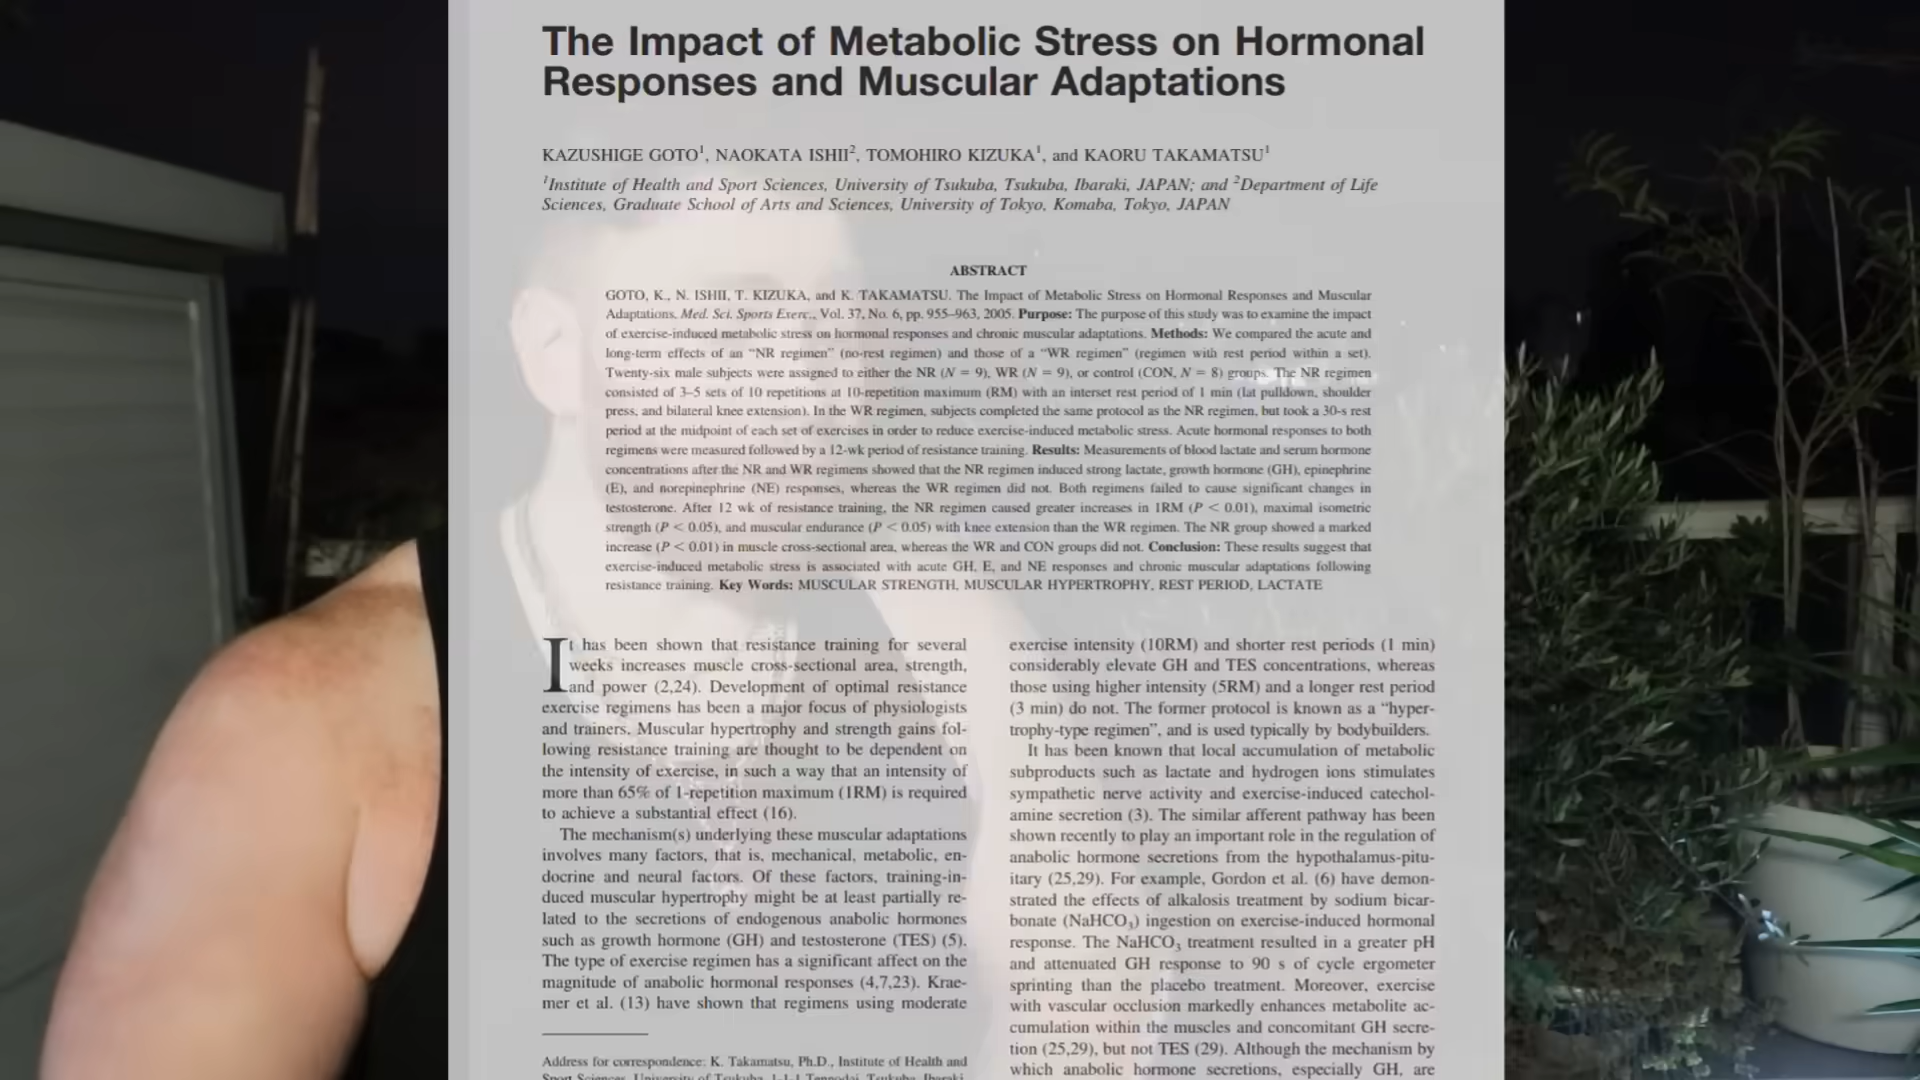 The Impact of Metabolic Stress on Hormonal
Responses and Muscular Adaptations
KAZUSHIGE GOTO¹, NAOKATA ISHII², TOMOHIRO KIZUKA¹, and KAORU TAKAMATSU¹
¹Institute of Health and Sport Sciences, University of Tsukuba, Tsukuba, Ibaraki, JAPAN; and ²Department of Life
Sciences, Graduate School of Arts and Sciences, University of Tokyo, Komaba, Tokyo, JAPAN
ABSTRACT
GOTO, K., N. ISHII, T. KIZUKA, and K. TAKAMATSU. The Impact of Metabolic Stress on Hormonal Responses and Muscular
Adaptations. Med. Sci. Sports Exerc., Vol. 37, No. 6, pp. 955–963, 2005. Purpose: The purpose of this study was to examine the impact
of exercise-induced metabolic stress on hormonal responses and chronic muscular adaptations. Methods: We compared the acute and
long-term effects of an “NR regimen” (no-rest regimen) and those of a “WR regimen” (regimen with rest period within a set).
Twenty-six male subjects were assigned to either the NR (N = 9), WR (N = 9), or control (CON, N = 8) groups. The NR regimen
consisted of 3–5 sets of 10 repetitions at 10-repetition maximum (RM) with an interset rest period of 1 min (lat pulldown, shoulder
press, and bilateral knee extension). In the WR regimen, subjects completed the same protocol as the NR regimen, but took a 30-s rest
period at the midpoint of each set of exercises in order to reduce exercise-induced metabolic stress. Acute hormonal responses to both
regimens were measured followed by a 12-wk period of resistance training. Results: Measurements of blood lactate and serum hormone
concentrations after the NR and WR regimens showed that the NR regimen induced strong lactate, growth hormone (GH), epinephrine
(E), and norepinephrine (NE) responses, whereas the WR regimen did not. Both regimens failed to cause significant changes in
testosterone. After 12 wk of resistance training, the NR regimen caused greater increases in 1RM (P < 0.01), maximal isometric
strength (P < 0.05), and muscular endurance (P < 0.05) with knee extension than the WR regimen. The NR group showed a marked
increase (P < 0.01) in muscle cross-sectional area, whereas the WR and CON groups did not. Conclusion: These results suggest that
exercise-induced metabolic stress is associated with acute GH, E, and NE responses and chronic muscular adaptations following
resistance training. Key Words: MUSCULAR STRENGTH, MUSCULAR HYPERTROPHY, REST PERIOD, LACTATE
It has been shown that resistance training for several
weeks increases muscle cross-sectional area, strength,
and power (2,24). Development of optimal resistance
exercise regimens has been a major focus of physiologists
and trainers. Muscular hypertrophy and strength gains fol-
lowing resistance training are thought to be dependent on
the intensity of exercise, in such a way that an intensity of
more than 65% of 1-repetition maximum (1RM) is required
to achieve a substantial effect (16).
The mechanism(s) underlying these muscular adaptations
involves many factors, that is, mechanical, metabolic, en-
docrine and neural factors. Of these factors, training-in-
duced muscular hypertrophy might be at least partially re-
lated to the secretions of endogenous anabolic hormones
such as growth hormone (GH) and testosterone (TES) (5).
The type of exercise regimen has a significant affect on the
magnitude of anabolic hormonal responses (4,7,23). Krae-
mer et al. (13) have shown that regimens using moderate
Address for correspondence: K. Takamatsu, Ph.D., Institute of Health and
Sport Sciences, University of Tsukuba, 1-1-1 Tennodai, Tsukuba, Ibaraki,
exercise intensity (10RM) and shorter rest periods (1 min)
considerably elevate GH and TES concentrations, whereas
those using higher intensity (5RM) and a longer rest period
(3 min) do not. The former protocol is known as a “hyper-
trophy-type regimen”, and is used typically by bodybuilders.
It has been known that local accumulation of metabolic
subproducts such as lactate and hydrogen ions stimulates
sympathetic nerve activity and exercise-induced catechol-
amine secretion (3). The similar afferent pathway has been
shown recently to play an important role in the regulation of
anabolic hormone secretions from the hypothalamus-pitu-
itary (25,29). For example, Gordon et al. (6) have demon-
strated the effects of alkalosis treatment by sodium bicar-
bonate (NaHCO₃) ingestion on exercise-induced hormonal
response. The NaHCO₃ treatment resulted in a greater pH
and attenuated GH response to 90 s of cycle ergometer
sprinting than the placebo treatment. Moreover, exercise
with vascular occlusion markedly enhances metabolite ac-
cumulation within the muscles and concomitant GH secre-
tion (25,29), but not TES (29). Although the mechanism by
which anabolic hormone secretions, especially GH, are